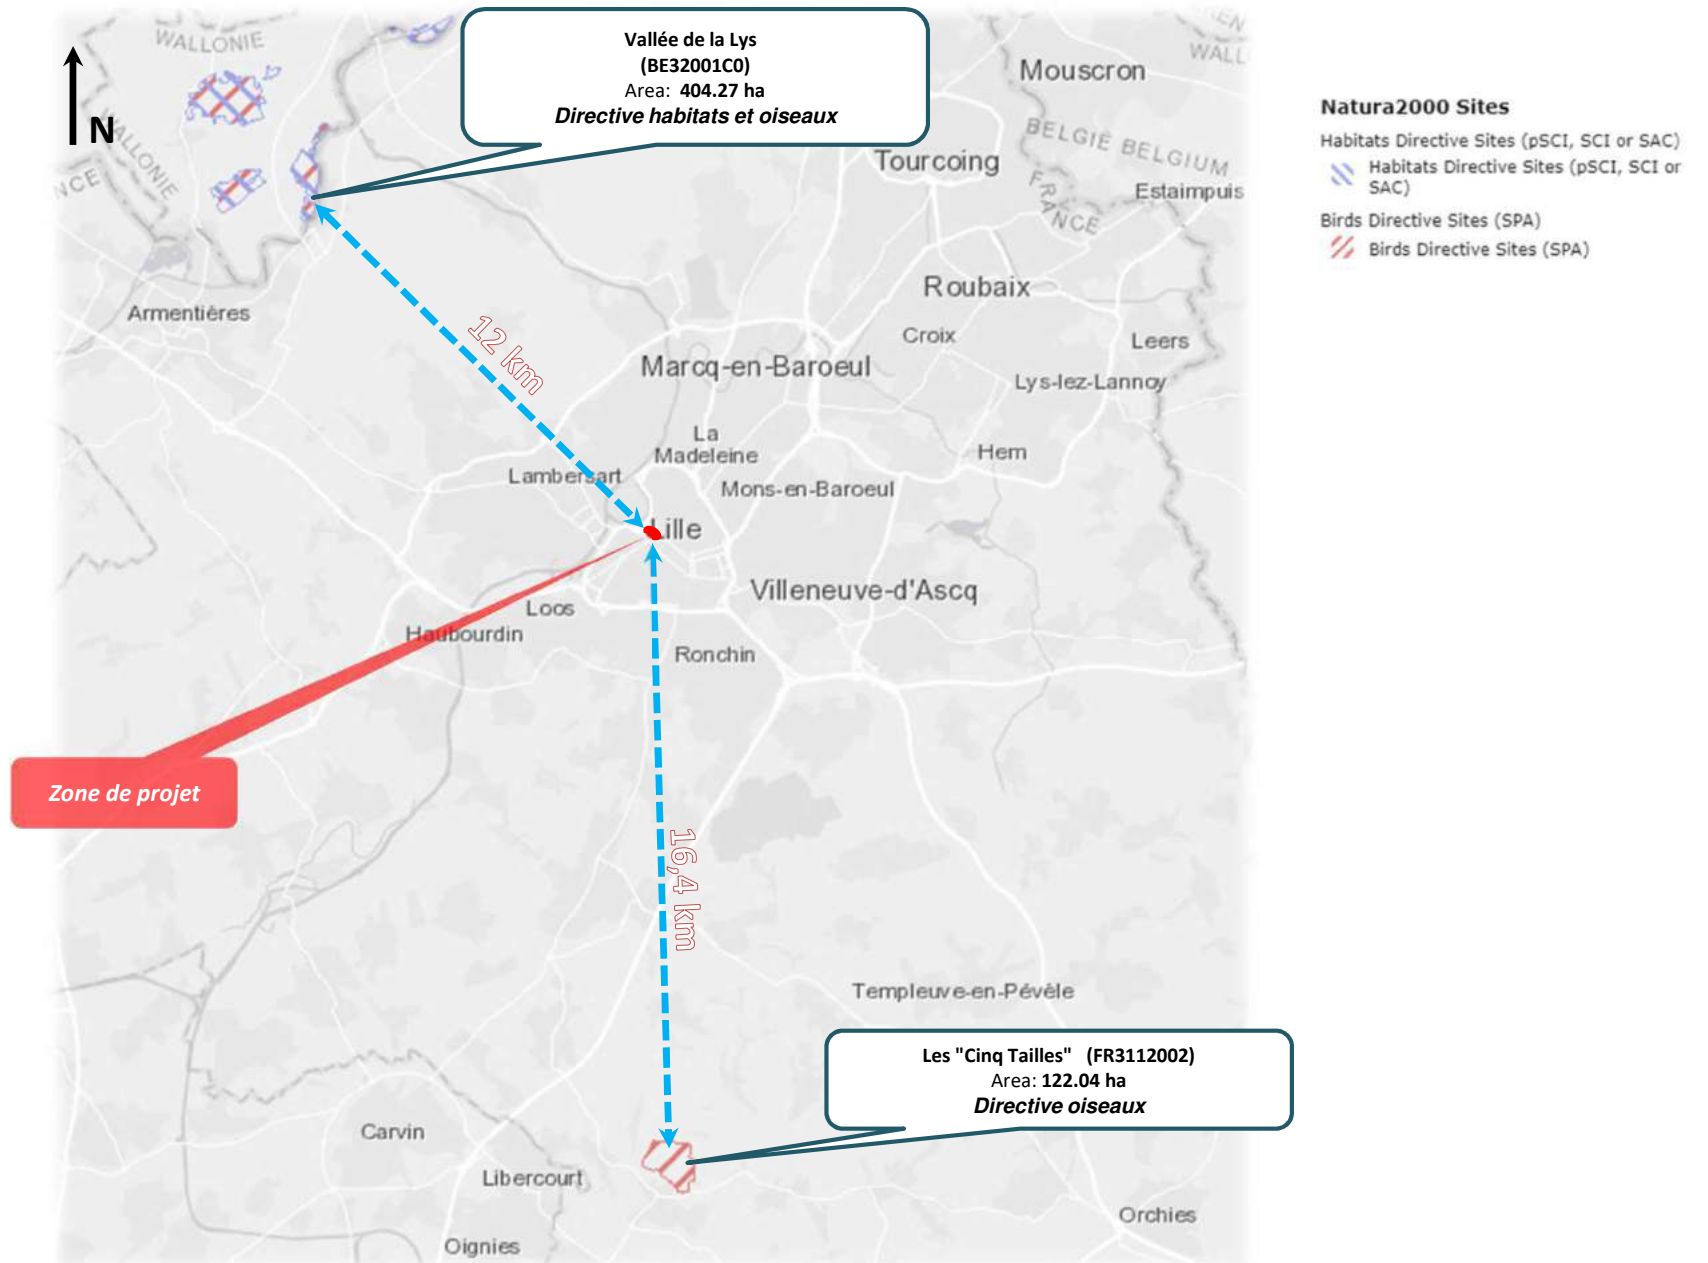 WALLONIE
WALLONIE
NCE
N
Vallée de la Lys
(BE32001C0)
Area: 404.27 ha
Directive habitats et oiseaux
WALL
Mouscron
BELGIË BELGIUM
FRANCE
Tourcoing
Estaimpuis
Natura2000 Sites
Habitats Directive Sites (pSCI, SCI or SAC)
Habitats Directive Sites (pSCI, SCI or
SAC)
Birds Directive Sites (SPA)
Birds Directive Sites (SPA)
Armentières
Roubaix
Croix
Leers
12 km
Marcq-en-Baroeul
Lys-lez-Lannoy
La
Madeleine
Hem
Lambersart
Mons-en-Baroeul
Lille
Villeneuve-d'Ascq
Loos
Haubourdin
Ronchin
Zone de projet
16,4 km
Templeuve-en-Pévèle
Les "Cinq Tailles" (FR3112002)
Area: 122.04 ha
Directive oiseaux
Carvin
Libercourt
Orchies
Oignies